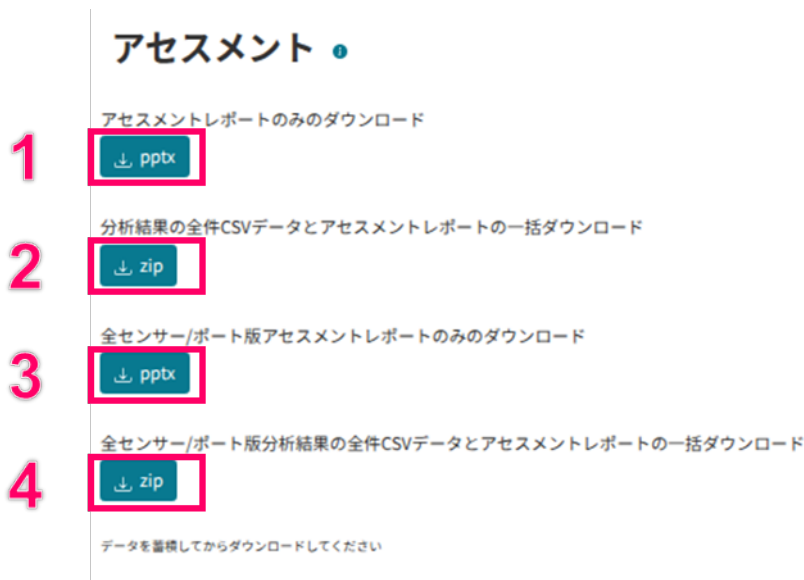 アセスメント
アセスメントレポートのみのダウンロード
1
pptx
分析結果の全件CSVデータとアセスメントレポートの一括ダウンロード
2
zip
全センサー/ポート版アセスメントレポートのみのダウンロード
3
pptx
全センサー/ポート版分析結果の全件CSVデータとアセスメントレポートの一括ダウンロード
4
zip
データを蓄積してからダウンロードしてください